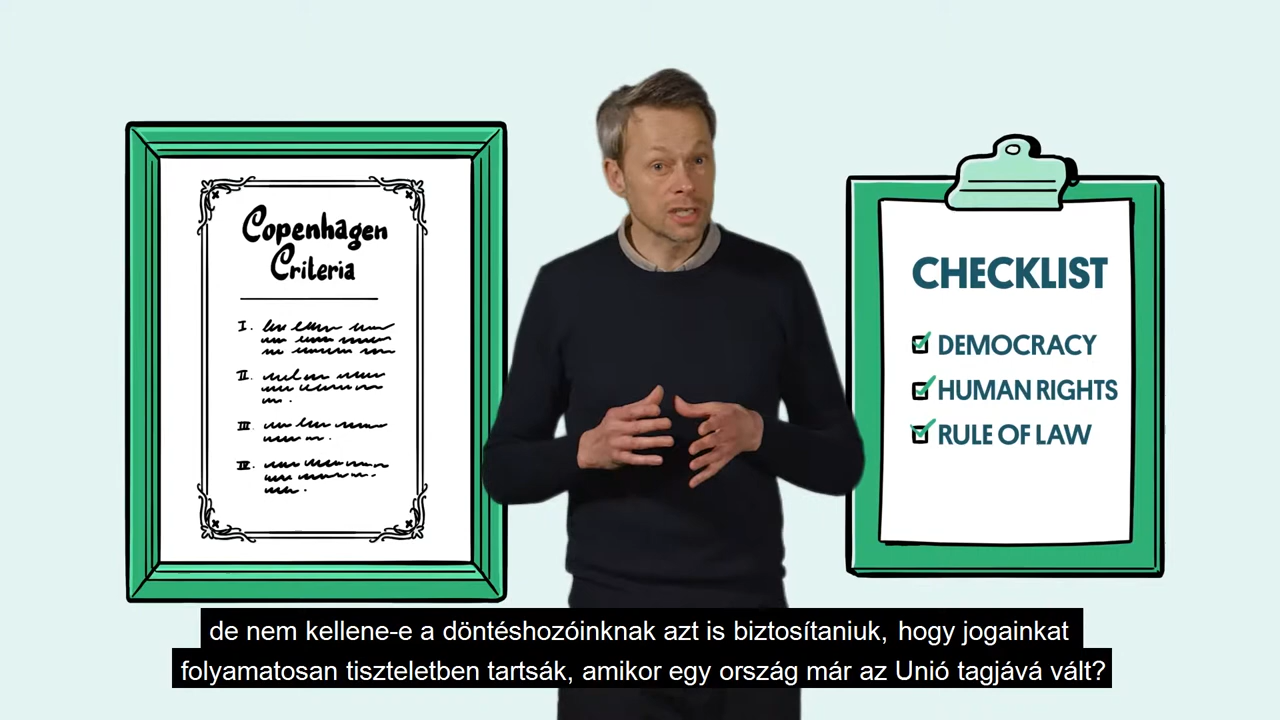 Copenhagen
Criteria
I.
II.
III.
IV.
CHECKLIST
DEMOCRACY
HUMAN RIGHTS
RULE OF LAW
de nem kellene-e a döntéshozóinknak azt is biztosítaniuk, hogy jogainkat
folyamatosan tiszteletben tartsák, amikor egy ország már az Unió tagjává vált?